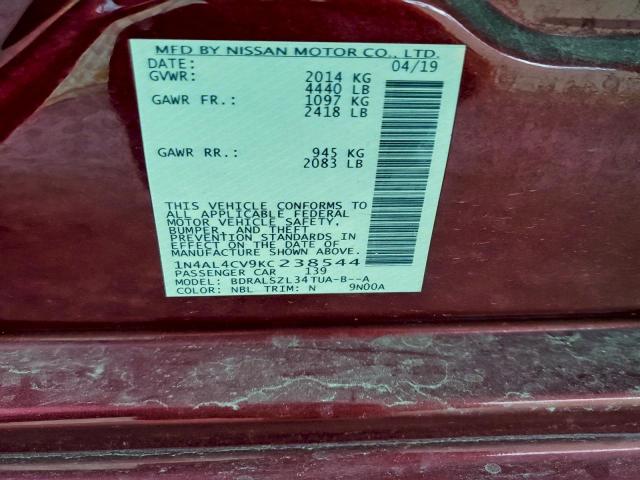 MFD BY NISSAN MOTOR CO., LTD.
DATE: 04/19
GVWR: 2014 KG
4440 LB
GAWR FR.: 1097 KG
2418 LB
GAWR RR.: 945 KG
2083 LB
THIS VEHICLE CONFORMS TO
ALL APPLICABLE FEDERAL
MOTOR VEHICLE SAFETY,
BUMPER, AND THEFT
PREVENTION STANDARDS IN
EFFECT ON THE DATE OF
MANUFACTURE SHOWN ABOVE.
1N4AL4CV9KC238544
PASSENGER CAR 139
MODEL: BDRALSZL34TUA-B--A
COLOR: NBL TRIM: N 9N00A